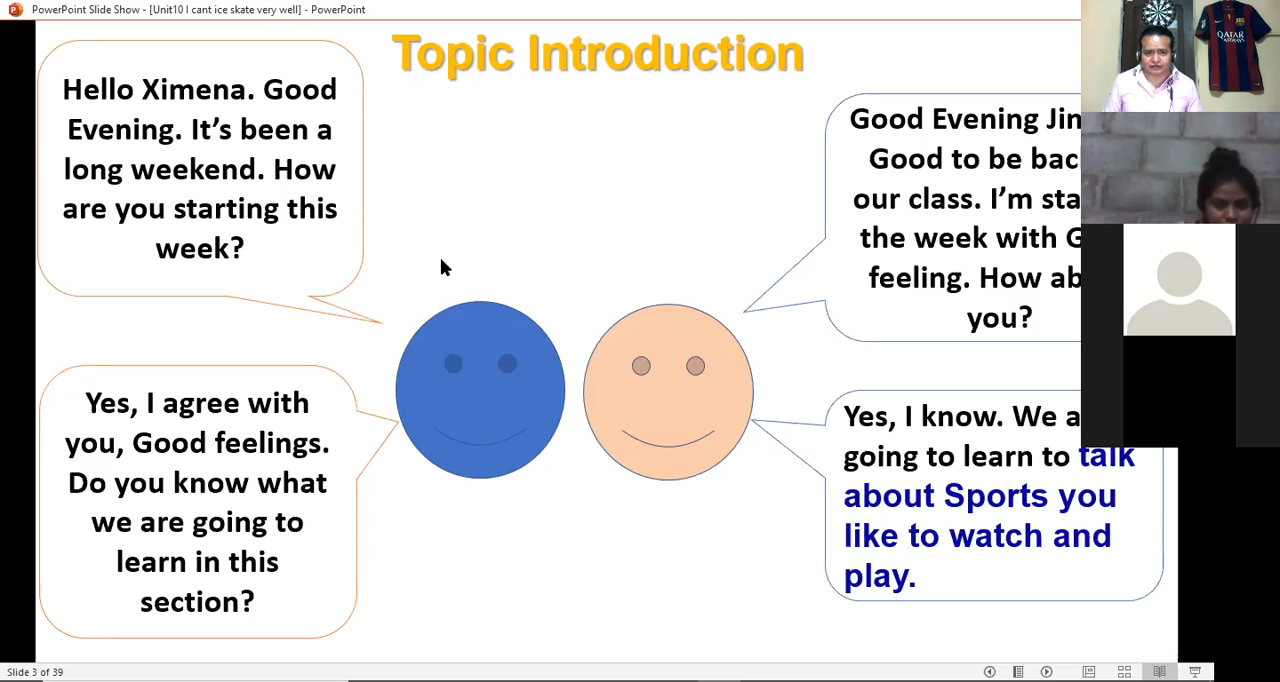 PowerPoint Slide Show - [Unit10 I cant ice skate very well] - PowerPoint
Topic Introduction
Hello Ximena. Good
Evening. It’s been a
long weekend. How
are you starting this
week?
Good Evening
Good to be
our class. I’m
the week with
feeling. How
you?
Yes, I agree with
you, Good feelings.
Do you know what
we are going to
learn in this
section?
Yes, I know. We
going to learn to talk
about Sports you
like to watch and
play.
QATAR
AIRWAYS
Slide 3 of 39